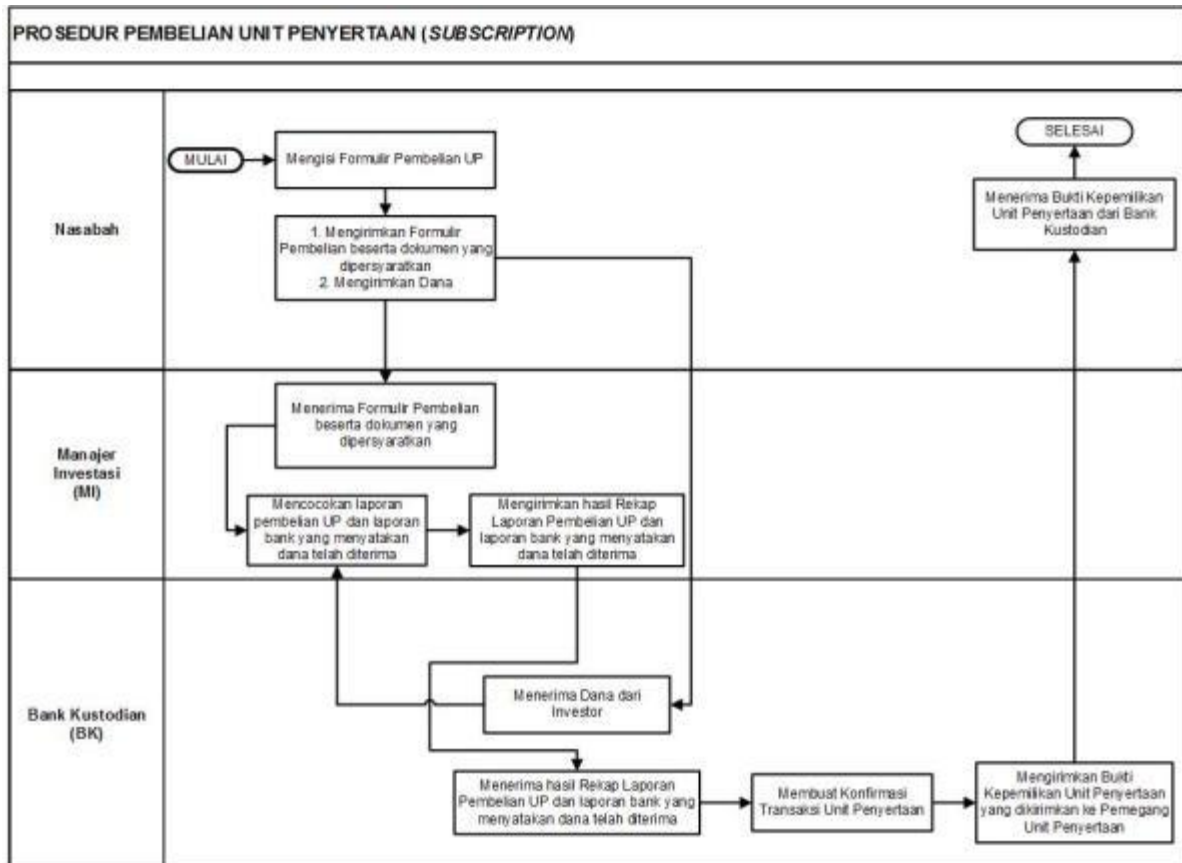 PROSEDUR PEMBELIAN UNIT PENYERTAAN (SUBSCRIPTION)
Nasabah
MULAI
Mengisi Formulir Pembelian UP
1. Mengirimkan Formulir
Pembelian beserta dokumen yang
dipersyaratkan
2. Mengirimkan Dana
SELESAI
Menerima Bukti Kepemilikan
Unit Penyertaan dari Bank
Kustodian
Manajer
Investasi
(MI)
Menerima Formulir Pembelian
beserta dokumen yang
dipersyaratkan
Mencocokan laporan
pembelian UP dan laporan
bank yang menyatakan
dana telah diterima
Mengirimkan hasil Rekap
Laporan Pembelian UP dan
laporan bank yang menyatakan
dana telah diterima
Bank Kustodian
(BK)
Menerima Dana dari
Investor
Menerima hasil Rekap Laporan
Pembelian UP dan laporan bank yang
menyatakan dana telah diterima
Membuat Konfirmasi
Transaksi Unit Penyertaan
Mengirimkan Bukti
Kepemilikan Unit Penyertaan
yang dikirimkan ke Pemegang
Unit Penyertaan